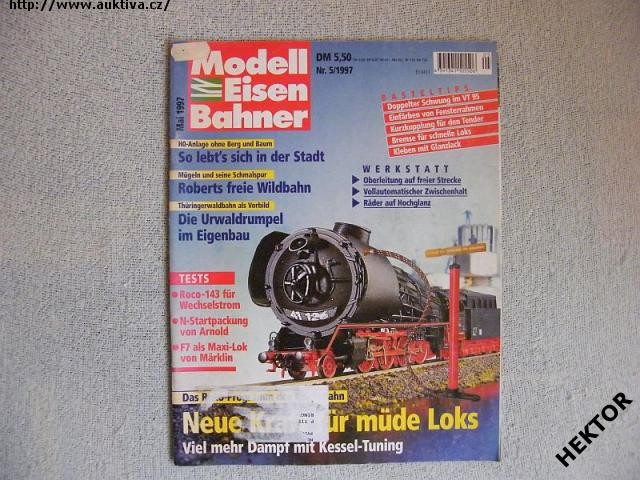 http://www.auktiva.cz/
Modell
Eisen
Bahner
Mai 1997
DM 5,50
Nr. 5/1997
BASTELTIPS
Doppelter Schwung im VT 95
Einfärben von Fensterrahmen
Kurzkupplung für den Tender
Bremse für schnelle Loks
Kleben mit Glanzlack
H0-Anlage ohne Berg und Baum
So lebt's sich in der Stadt
Mügeln und seine Schmalspur
Roberts freie Wildbahn
Thüringerwaldbahn als Vorbild
Die Urwaldrumpel
im Eigenbau
WERKSTATT
Oberleitung auf freier Strecke
Vollautomatischer Zwischenhalt
Räder auf Hochglanz
TESTS
Roco-143 für
Wechselstrom
N-Startpackung
von Arnold
F7 als Maxi-Lok
von Märklin
41 126
Das
Neue für müde Loks
Viel mehr Dampf mit Kessel-Tuning
HEKTOR